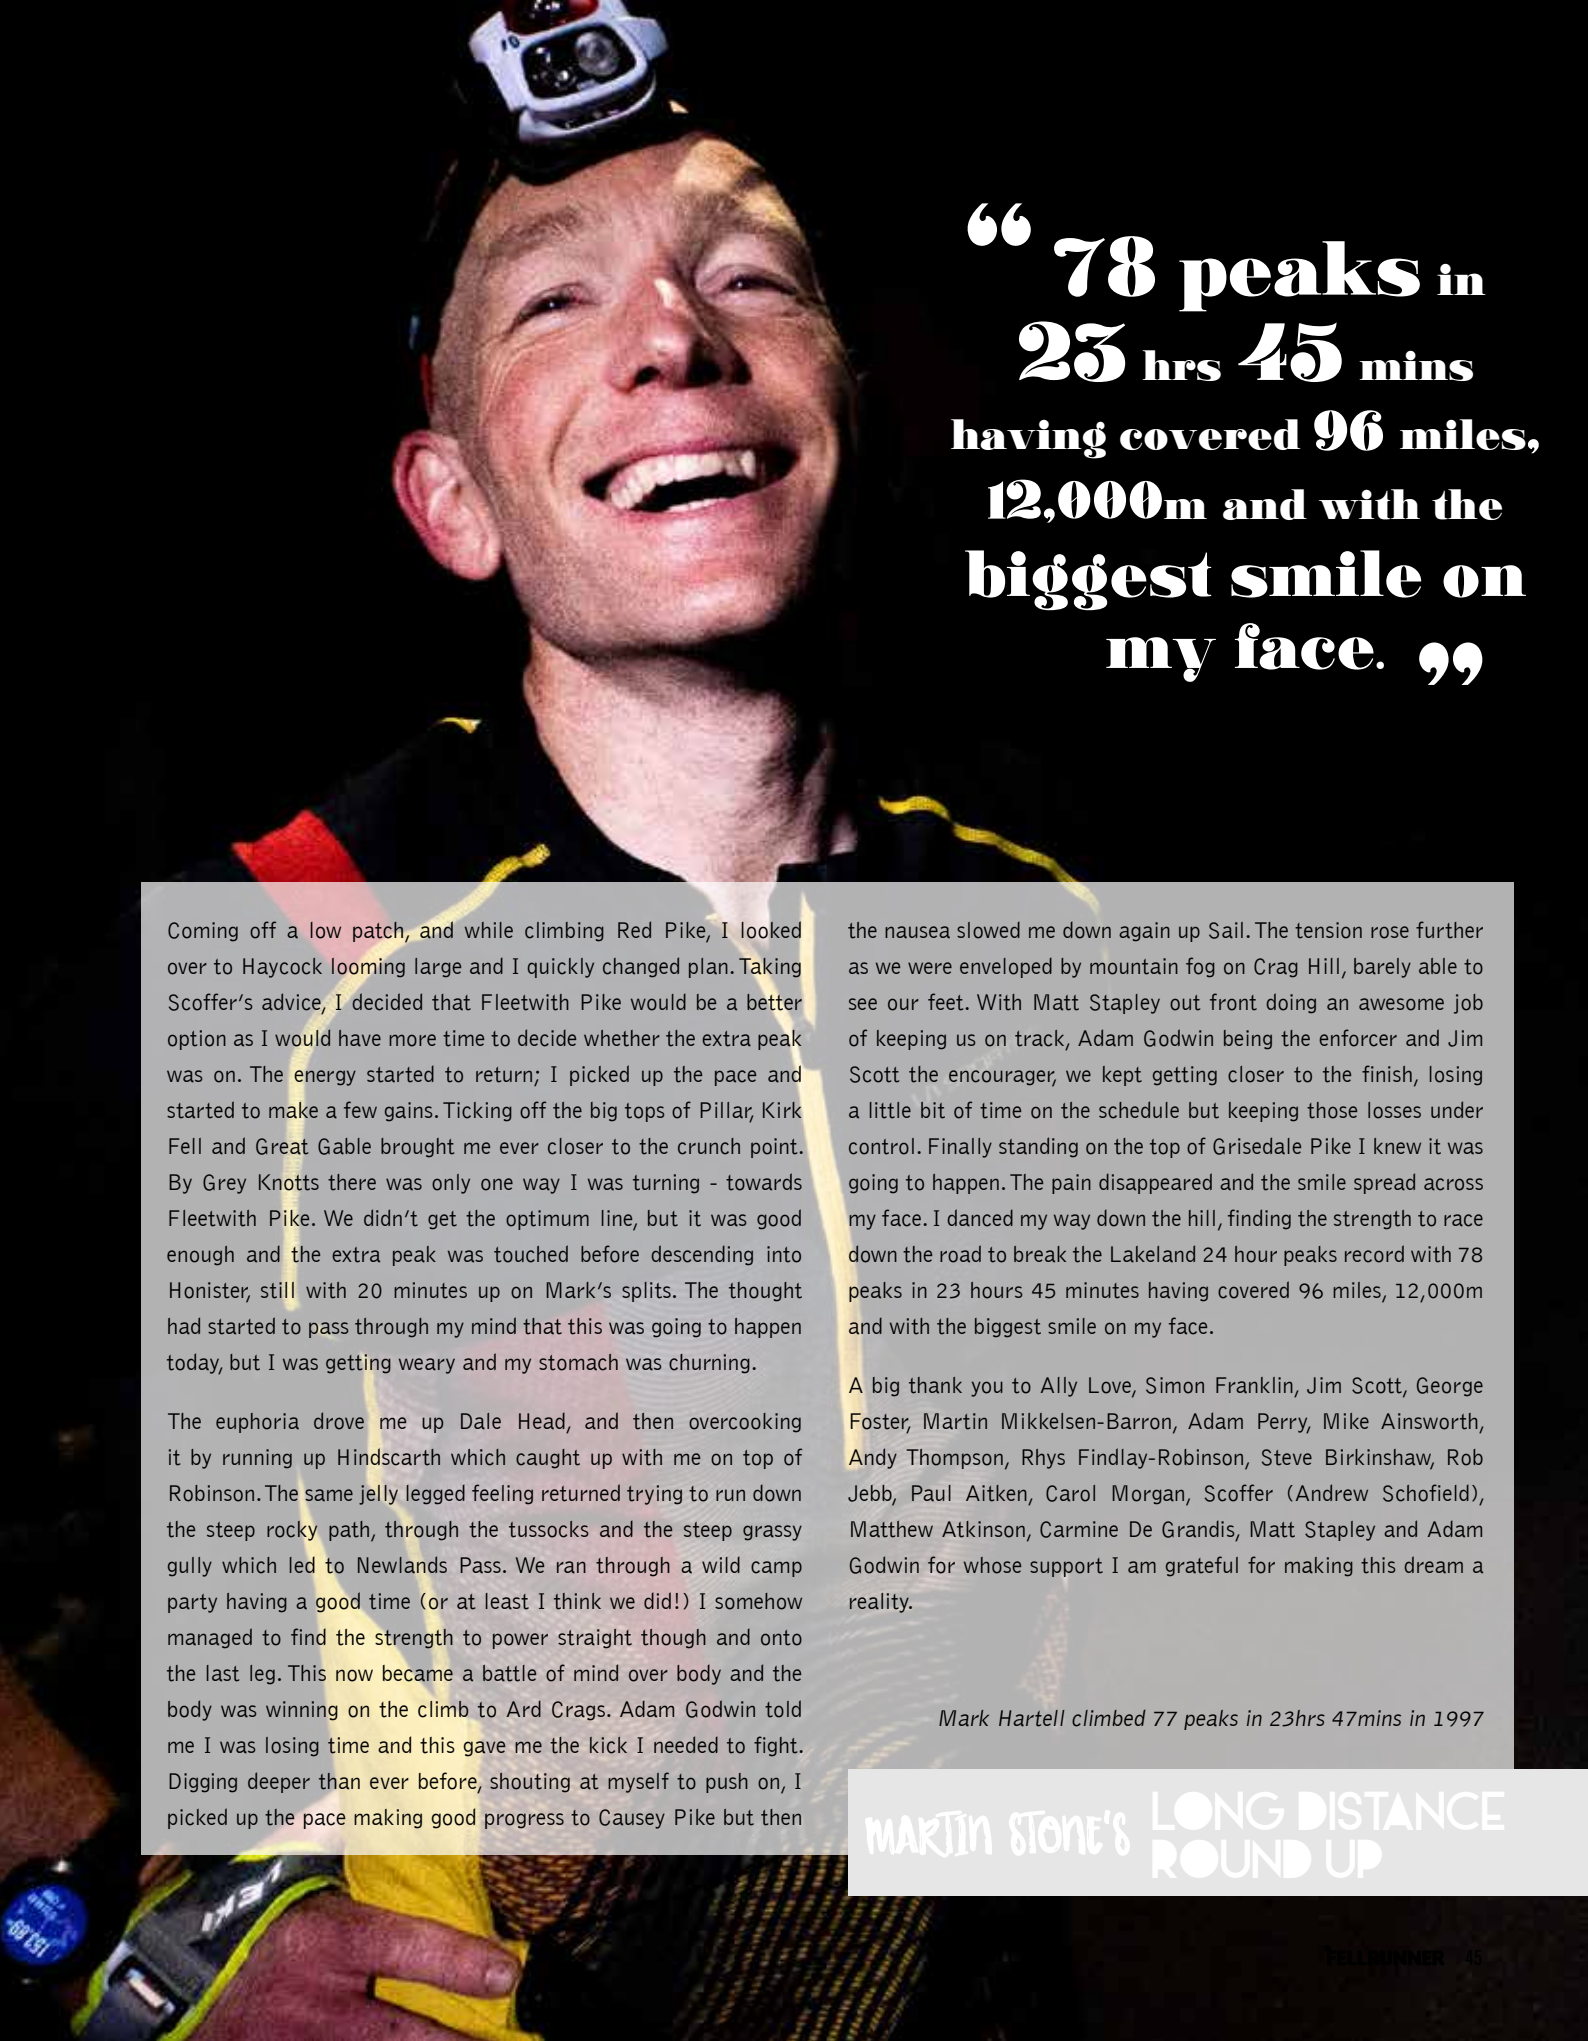 “ 78 peaks in
23 hrs 45 mins
having covered 96 miles,
12,000m and with the
biggest smile on
my face. ”
Coming off a low patch, and while climbing Red Pike, I looked
over to Haycock looming large and I quickly changed plan. Taking
Scoffer’s advice, I decided that Fleetwith Pike would be a better
option as I would have more time to decide whether the extra peak
was on. The energy started to return; I picked up the pace and
started to make a few gains. Ticking off the big tops of Pillar, Kirk
Fell and Great Gable brought me ever closer to the crunch point.
By Grey Knotts there was only one way I was turning - towards
Fleetwith Pike. We didn’t get the optimum line, but it was good
enough and the extra peak was touched before descending into
Honister, still with 20 minutes up on Mark’s splits. The thought
had started to pass through my mind that this was going to happen
today, but I was getting weary and my stomach was churning.
The euphoria drove me up Dale Head, and then overcooking
it by running up Hindscarth which caught up with me on top of
Robinson. The same jelly legged feeling returned trying to run down
the steep rocky path, through the tussocks and the steep grassy
gully which led to Newlands Pass. We ran through a wild camp
party having a good time (or at least I think we did!) I somehow
managed to find the strength to power straight though and onto
the last leg. This now became a battle of mind over body and the
body was winning on the climb to Ard Crags. Adam Godwin told
me I was losing time and this gave me the kick I needed to fight.
Digging deeper than ever before, shouting at myself to push on, I
picked up the pace making good progress to Causey Pike but then
the nausea slowed me down again up Sail. The tension rose further
as we were enveloped by mountain fog on Crag Hill, barely able to
see our feet. With Matt Stapley out front doing an awesome job
of keeping us on track, Adam Godwin being the enforcer and Jim
Scott the encourager, we kept getting closer to the finish, losing
a little bit of time on the schedule but keeping those losses under
control. Finally standing on the top of Grisedale Pike I knew it was
going to happen. The pain disappeared and the smile spread across
my face. I danced my way down the hill, finding the strength to race
down the road to break the Lakeland 24 hour peaks record with 78
peaks in 23 hours 45 minutes having covered 96 miles, 12,000m
and with the biggest smile on my face.
A big thank you to Ally Love, Simon Franklin, Jim Scott, George
Foster, Martin Mikkelsen-Barron, Adam Perry, Mike Ainsworth,
Andy Thompson, Rhys Findlay-Robinson, Steve Birkinshaw, Rob
Jebb, Paul Aitken, Carol Morgan, Scoffer (Andrew Schofield),
Matthew Atkinson, Carmine De Grandis, Matt Stapley and Adam
Godwin for whose support I am grateful for making this dream a
reality.
Mark Hartell climbed 77 peaks in 23hrs 47mins in 1997
MARTIN STONE'S LONG DISTANCE
ROUND UP
LEKI
153.89
FELLRUNNER 45